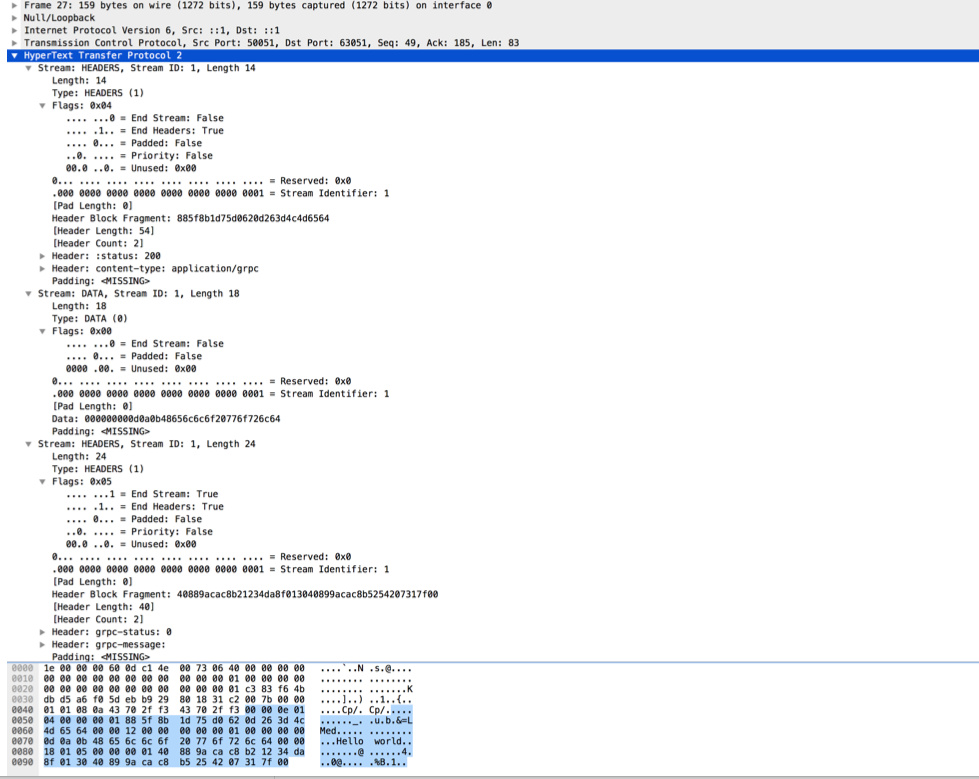 Frame 27: 159 bytes on wire (1272 bits), 159 bytes captured (1272 bits) on interface 0
Null/Loopback
Internet Protocol Version 6, Src: ::1, Dst: ::1
Transmission Control Protocol, Src Port: 50051, Dst Port: 63051, Seq: 49, Ack: 185, Len: 83
HyperText Transfer Protocol 2
Stream: HEADERS, Stream ID: 1, Length 14
Length: 14
Type: HEADERS (1)
Flags: 0x04
.... ...0 = End Stream: False
.... .1.. = End Headers: True
.... 0... = Padded: False
..0. .... = Priority: False
00.0 ..0. = Unused: 0x00
0... .... .... .... .... .... .... .... = Reserved: 0x0
.000 0000 0000 0000 0000 0000 0000 0001 = Stream Identifier: 1
[Pad Length: 0]
Header Block Fragment: 885f8b1d75d0620d263d4c4d6564
[Header Length: 54]
[Header Count: 2]
Header: :status: 200
Header: content-type: application/grpc
Padding: <MISSING>
Stream: DATA, Stream ID: 1, Length 18
Length: 18
Type: DATA (0)
Flags: 0x00
.... ...0 = End Stream: False
.... 0... = Padded: False
0000 .00. = Unused: 0x00
0... .... .... .... .... .... .... .... = Reserved: 0x0
.000 0000 0000 0000 0000 0000 0000 0001 = Stream Identifier: 1
[Pad Length: 0]
Data: 000000000d0a0b48656c6c6f20776f726c64
Padding: <MISSING>
Stream: HEADERS, Stream ID: 1, Length 24
Length: 24
Type: HEADERS (1)
Flags: 0x05
.... ...1 = End Stream: True
.... .1.. = End Headers: True
.... 0... = Padded: False
..0. .... = Priority: False
00.0 ..0. = Unused: 0x00
0... .... .... .... .... .... .... .... = Reserved: 0x0
.000 0000 0000 0000 0000 0000 0000 0001 = Stream Identifier: 1
[Pad Length: 0]
Header Block Fragment: 40889acac8b21234da8f013040899acac8b5254207317f00
[Header Length: 40]
[Header Count: 2]
Header: grpc-status: 0
Header: grpc-message:
Padding: <MISSING>
0000 1e 00 00 00 60 0d c1 4e 00 73 06 40 00 00 00 00 ....`..N .s.@....
0010 00 00 00 00 00 00 00 00 00 00 00 01 00 00 00 00 ........ ........
0020 00 00 00 00 00 00 00 00 00 00 00 01 c3 83 f6 4b ........ .......K
0030 db d5 a6 f0 5d eb b9 29 80 18 31 c2 00 7b 00 00 ....]..) ..1..{..
0040 01 01 08 0a 43 70 2f f3 43 70 2f f3 00 00 0e 01 ....Cp/. Cp/.....
0050 04 00 00 00 01 88 5f 8b 1d 75 d0 62 0d 26 3d 4c ......_. .u.b.&=L
0060 4d 65 64 00 00 12 00 00 00 00 00 01 00 00 00 00 Med..... ........
0070 0d 0a 0b 48 65 6c 6c 6f 20 77 6f 72 6c 64 00 00 ...Hello world..
0080 18 01 05 00 00 00 01 40 88 9a ca c8 b2 12 34 da .......@ ......4.
0090 8f 01 30 40 89 9a ca c8 b5 25 42 07 31 7f 00 ..0@.... .%B.1..